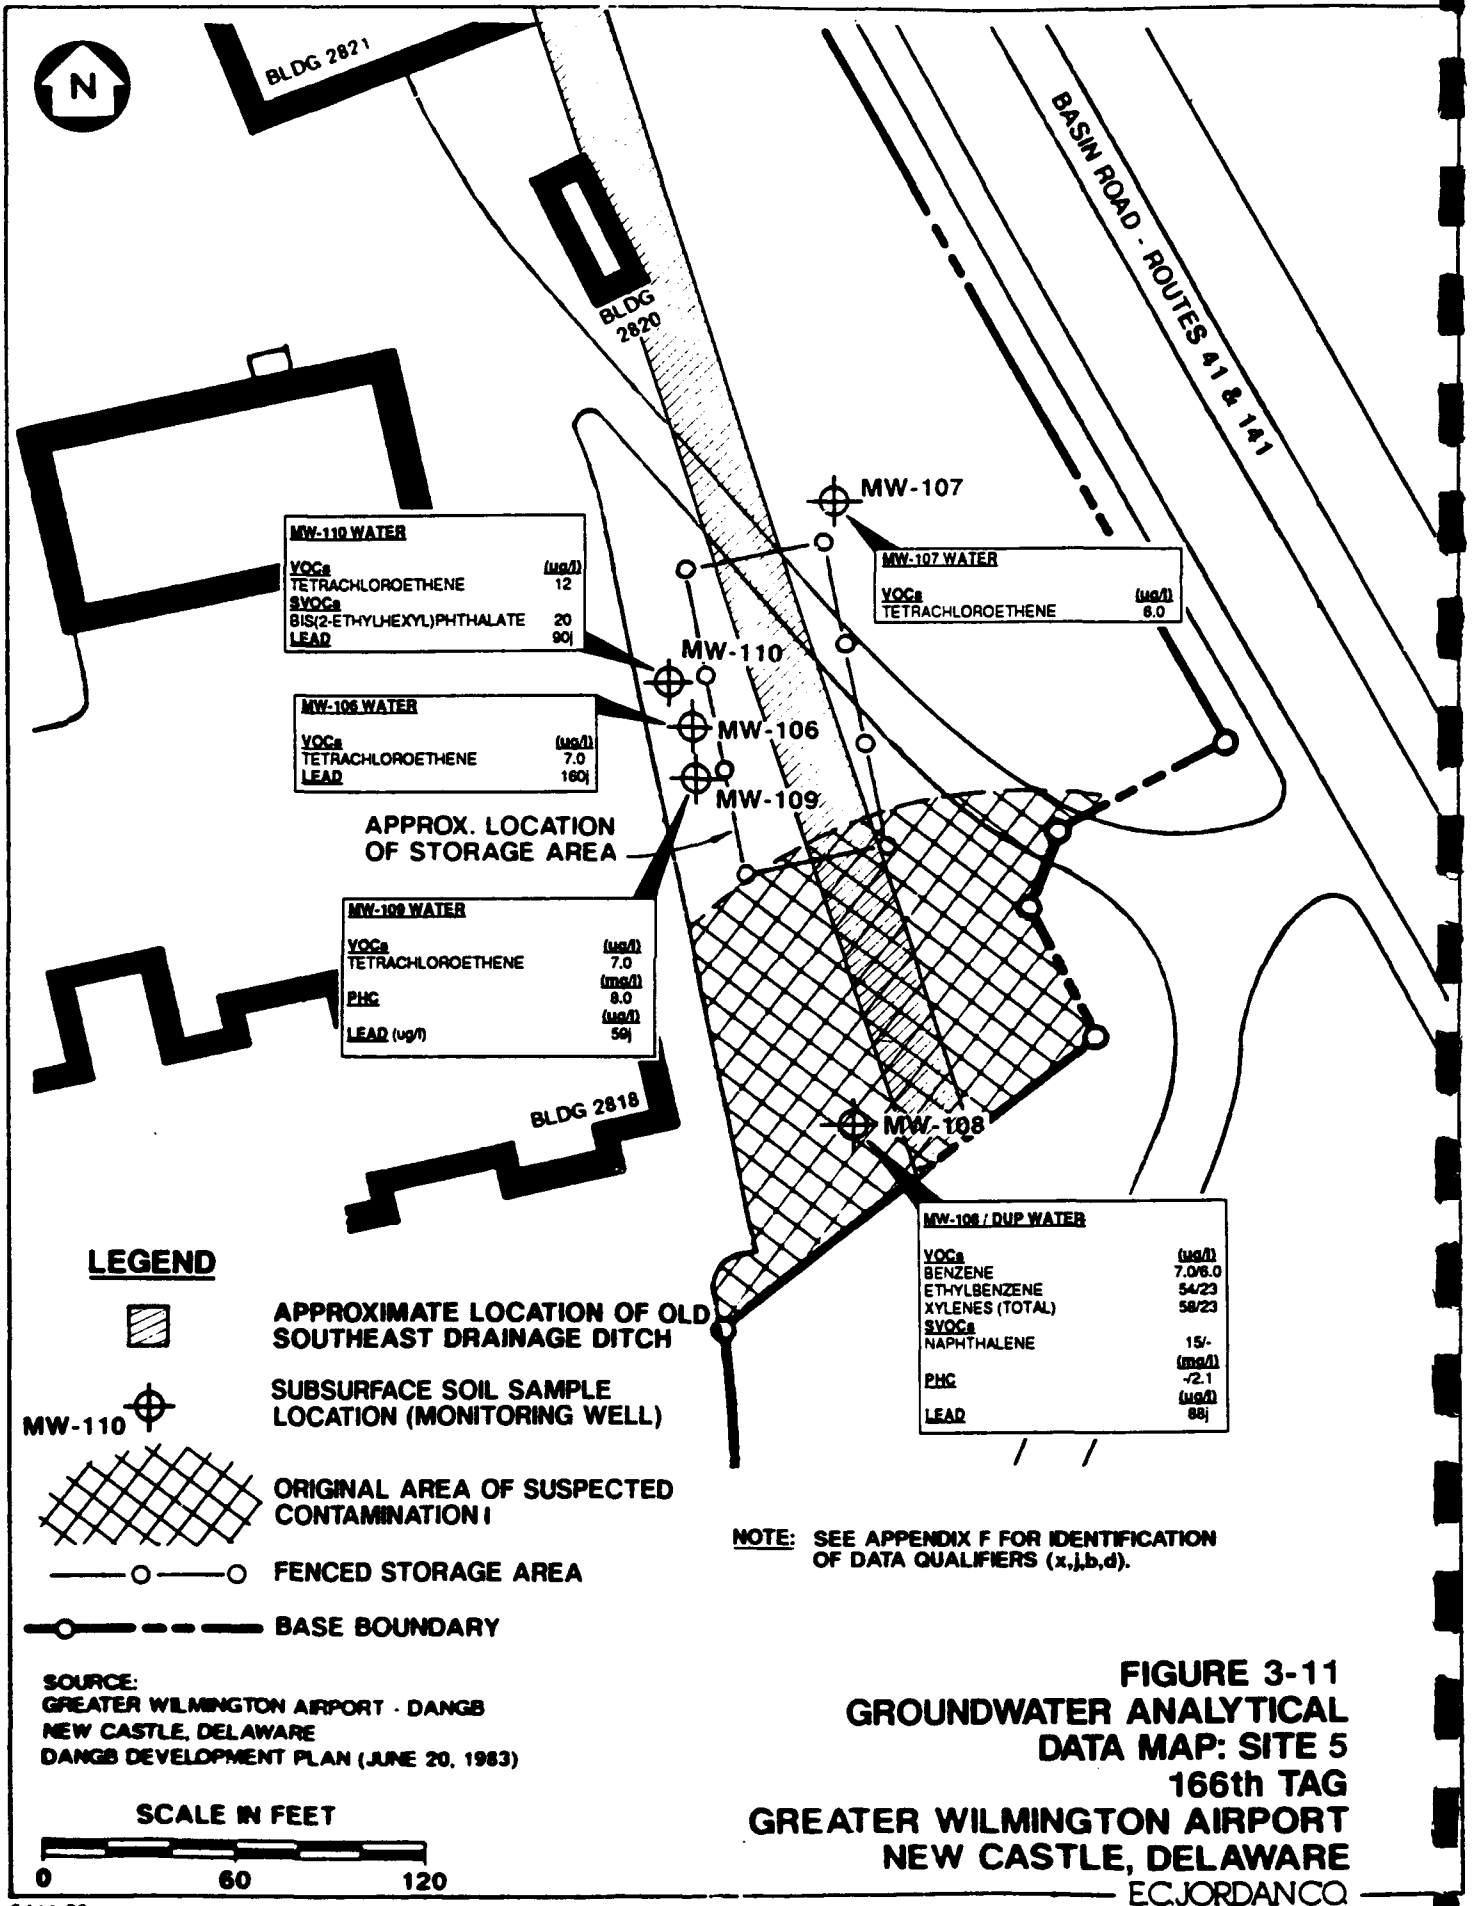 N
BLDG 2821
BLDG
2820
BASIN ROAD - ROUTES 41 & 141
MW-107
MW-107 WATER
VOCs (ug/l)
TETRACHLOROETHENE 6.0
MW-110 WATER
VOCs (ug/l)
TETRACHLOROETHENE 12
SVOCs
BIS(2-ETHYLHEXYL)PHTHALATE 20
LEAD 90j
MW-110
MW-106 WATER
VOCs (ug/l)
TETRACHLOROETHENE 7.0
LEAD 160j
MW-106
MW-109
APPROX. LOCATION
OF STORAGE AREA
MW-109 WATER
VOCs (ug/l)
TETRACHLOROETHENE 7.0
(mg/l)
PHC 8.0
(ug/l)
LEAD (ug/l) 59j
BLDG 2818
MW-108
MW-108 / DUP WATER
VOCs (ug/l)
BENZENE 7.0/6.0
ETHYLBENZENE 54/23
XYLENES (TOTAL) 58/23
SVOCs
NAPHTHALENE 15/-
(mg/l)
PHC -/2.1
(ug/l)
LEAD 88j
LEGEND
APPROXIMATE LOCATION OF OLD
SOUTHEAST DRAINAGE DITCH
MW-110
SUBSURFACE SOIL SAMPLE
LOCATION (MONITORING WELL)
ORIGINAL AREA OF SUSPECTED
CONTAMINATION
FENCED STORAGE AREA
BASE BOUNDARY
NOTE: SEE APPENDIX F FOR IDENTIFICATION
OF DATA QUALIFIERS (x,j,b,d).
SOURCE:
GREATER WILMINGTON AIRPORT - DANGB
NEW CASTLE, DELAWARE
DANGB DEVELOPMENT PLAN (JUNE 20, 1983)
SCALE IN FEET
0 60 120
FIGURE 3-11
GROUNDWATER ANALYTICAL
DATA MAP: SITE 5
166th TAG
GREATER WILMINGTON AIRPORT
NEW CASTLE, DELAWARE
E.C.JORDAN CO.